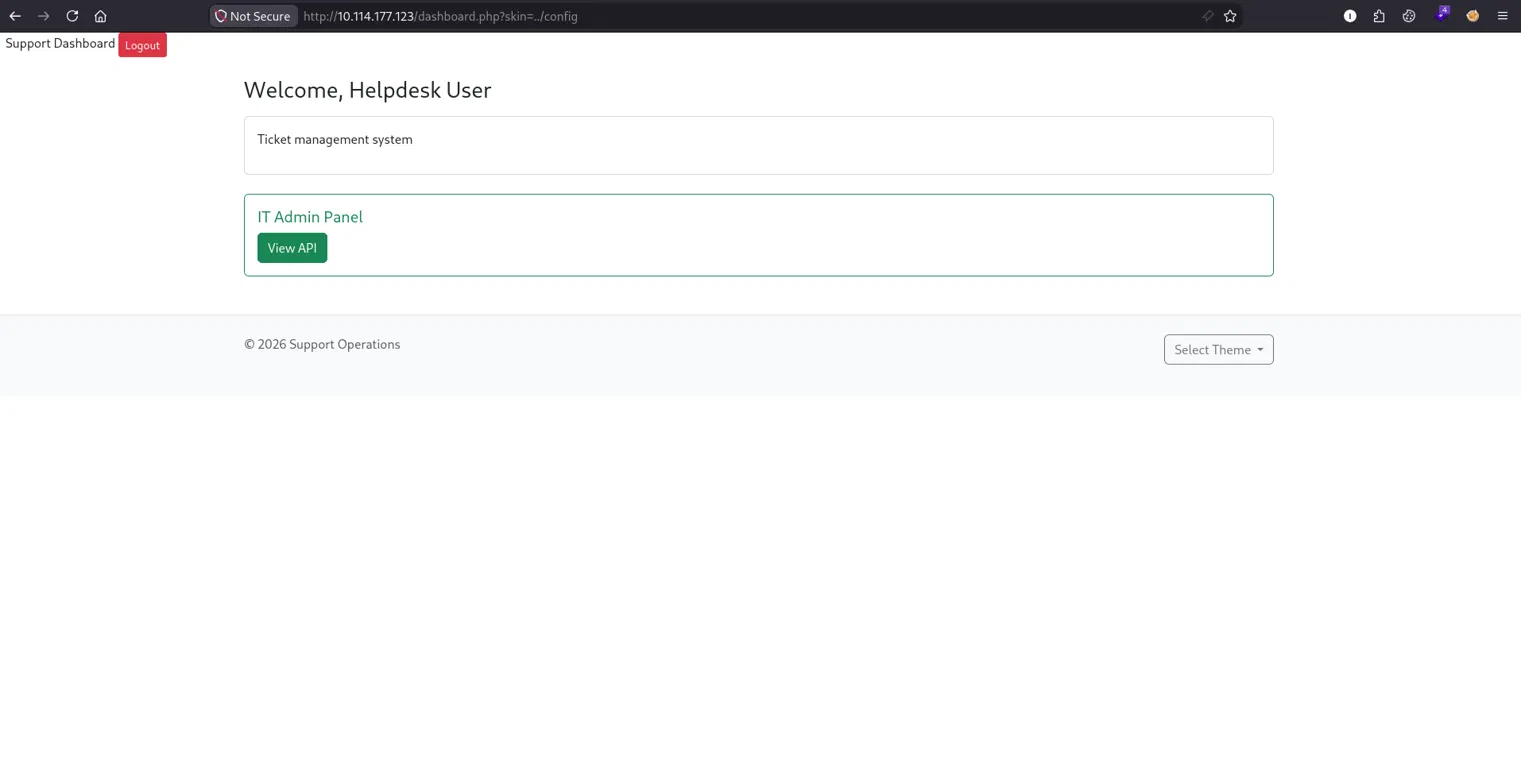 Not Secure http://10.114.177.123/dashboard.php?skin=../config 4
Support Dashboard Logout
Welcome, Helpdesk User
Ticket management system
IT Admin Panel
View API
© 2026 Support Operations Select Theme